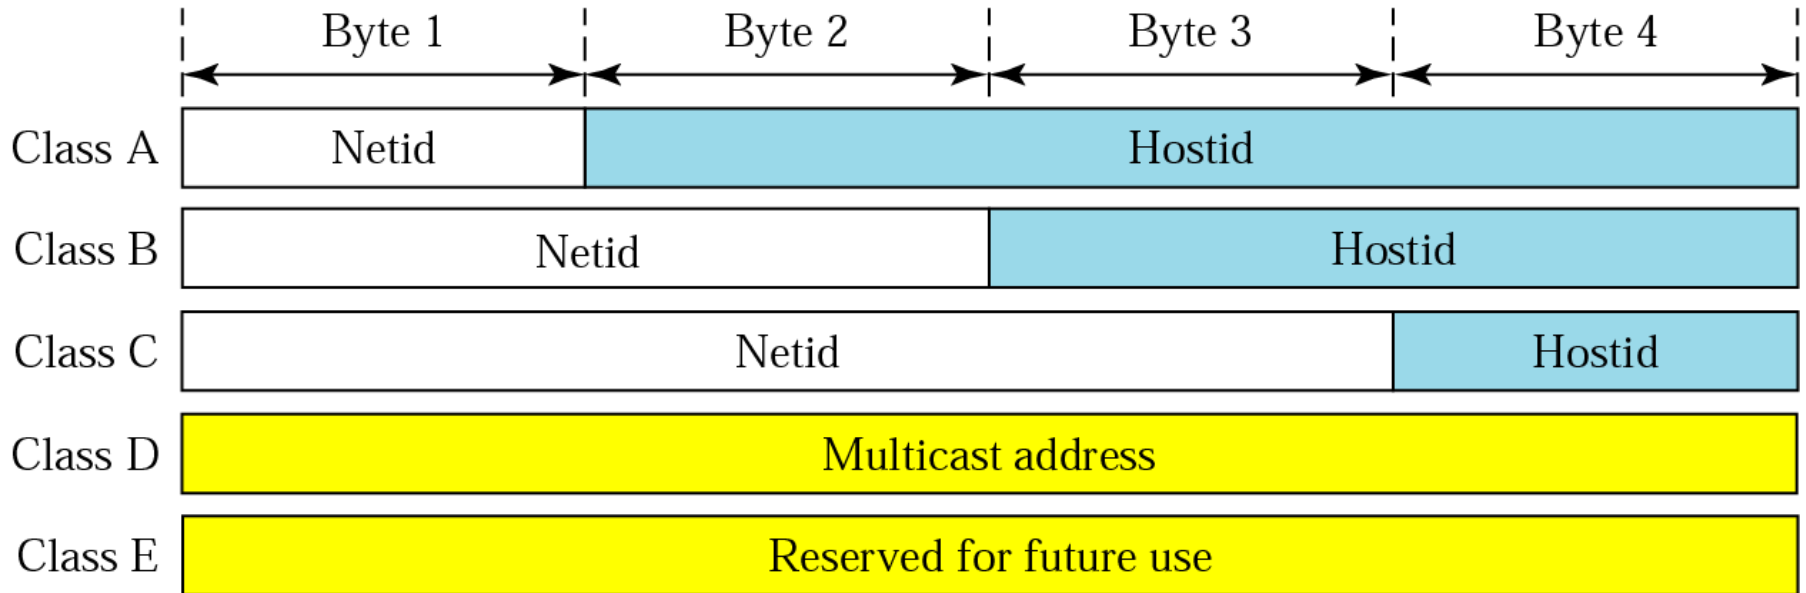 Byte 1 Byte 2 Byte 3 Byte 4
Class A Netid Hostid
Class B Netid Hostid
Class C Netid Hostid
Class D Multicast address
Class E Reserved for future use